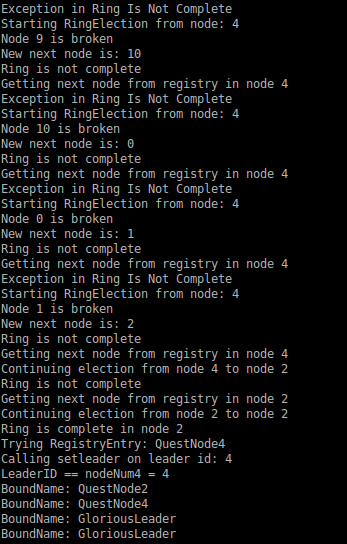 Exception in Ring Is Not Complete
Starting RingElection from node: 4
Node 9 is broken
New next node is: 10
Ring is not complete
Getting next node from registry in node 4
Exception in Ring Is Not Complete
Starting RingElection from node: 4
Node 10 is broken
New next node is: 0
Ring is not complete
Getting next node from registry in node 4
Exception in Ring Is Not Complete
Starting RingElection from node: 4
Node 0 is broken
New next node is: 1
Ring is not complete
Getting next node from registry in node 4
Exception in Ring Is Not Complete
Starting RingElection from node: 4
Node 1 is broken
New next node is: 2
Ring is not complete
Getting next node from registry in node 4
Continuing election from node 4 to node 2
Ring is not complete
Getting next node from registry in node 2
Continuing election from node 2 to node 2
Ring is complete in node 2
Trying RegistryEntry: QuestNode4
Calling setleader on leader id: 4
LeaderID == nodeNum4 = 4
BoundName: QuestNode2
BoundName: QuestNode4
BoundName: GloriousLeader
BoundName: GloriousLeader